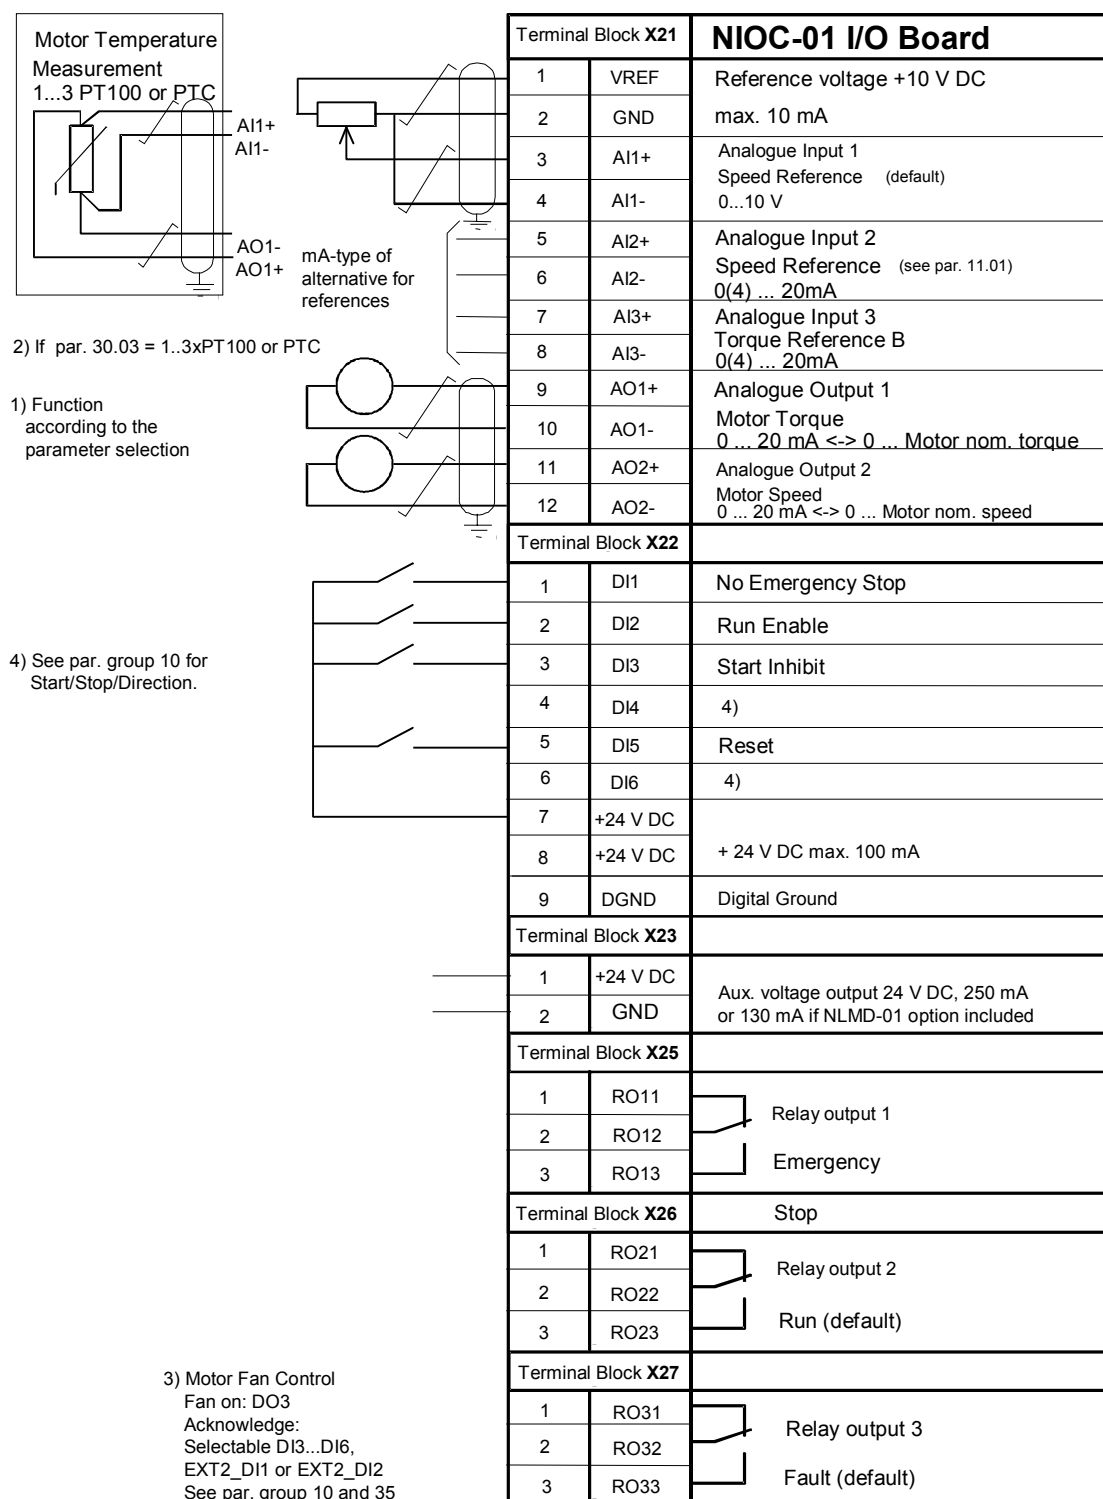 Motor Temperature
Measurement
1...3 PT100 or PTC
AI1+
AI1-
AO1-
AO1+
mA-type of
alternative for
references
2) If par. 30.03 = 1..3xPT100 or PTC
1) Function
according to the
parameter selection
4) See par. group 10 for
Start/Stop/Direction.
3) Motor Fan Control
Fan on: DO3
Acknowledge:
Selectable DI3...DI6,
EXT2_DI1 or EXT2_DI2
See par. group 10 and 35
Terminal Block X21 NIOC-01 I/O Board
1 VREF Reference voltage +10 V DC
2 GND max. 10 mA
3 AI1+ Analogue Input 1
Speed Reference (default)
4 AI1- 0...10 V
5 AI2+ Analogue Input 2
6 AI2- Speed Reference (see par. 11.01)
0(4) ... 20mA
7 AI3+ Analogue Input 3
Torque Reference B
8 AI3- 0(4) ... 20mA
9 AO1+ Analogue Output 1
10 AO1- Motor Torque
0 ... 20 mA <-> 0 ... Motor nom. torque
11 AO2+ Analogue Output 2
12 AO2- Motor Speed
0 ... 20 mA <-> 0 ... Motor nom. speed
Terminal Block X22
1 DI1 No Emergency Stop
2 DI2 Run Enable
3 DI3 Start Inhibit
4 DI4 4)
5 DI5 Reset
6 DI6 4)
7 +24 V DC
8 +24 V DC + 24 V DC max. 100 mA
9 DGND Digital Ground
Terminal Block X23
1 +24 V DC Aux. voltage output 24 V DC, 250 mA
2 GND or 130 mA if NLMD-01 option included
Terminal Block X25
1 RO11 Relay output 1
2 RO12
3 RO13 Emergency
Terminal Block X26 Stop
1 RO21 Relay output 2
2 RO22
3 RO23 Run (default)
Terminal Block X27
1 RO31 Relay output 3
2 RO32
3 RO33 Fault (default)